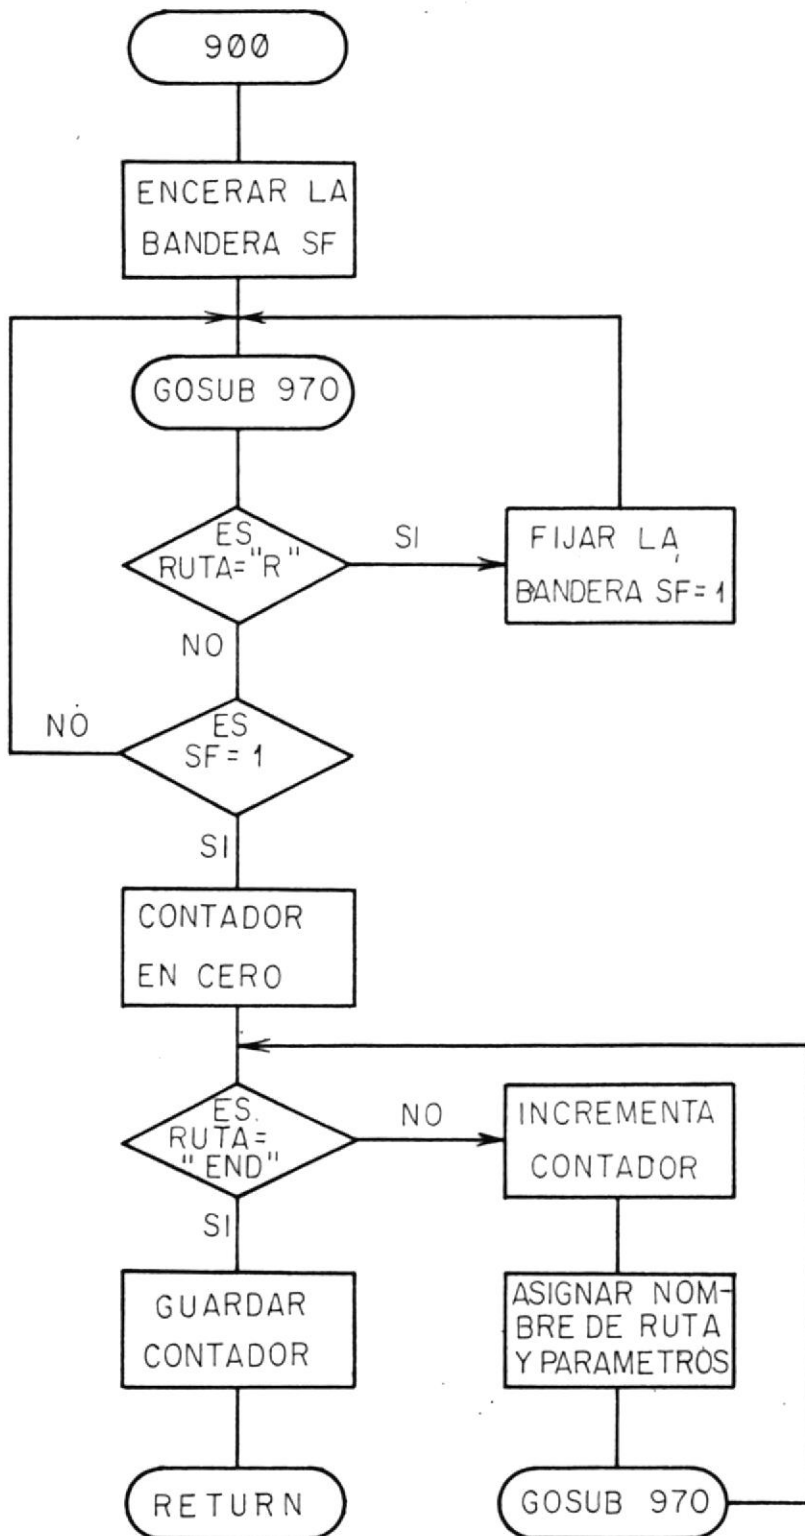 900
ENCERAR LA
BANDERA SF
GOSUB 970
ES
RUTA="R"
SI
FIJAR LA
BANDERA SF=1
NO
NO
ES
SF=1
SI
CONTADOR
EN CERO
ES.
RUTA=
"END"
NO
INCREMENTA
CONTADOR
SI
GUARDAR
CONTADOR
ASIGNAR NOM-
BRE DE RUTA
Y PARAMETROS
RETURN
GOSUB 970